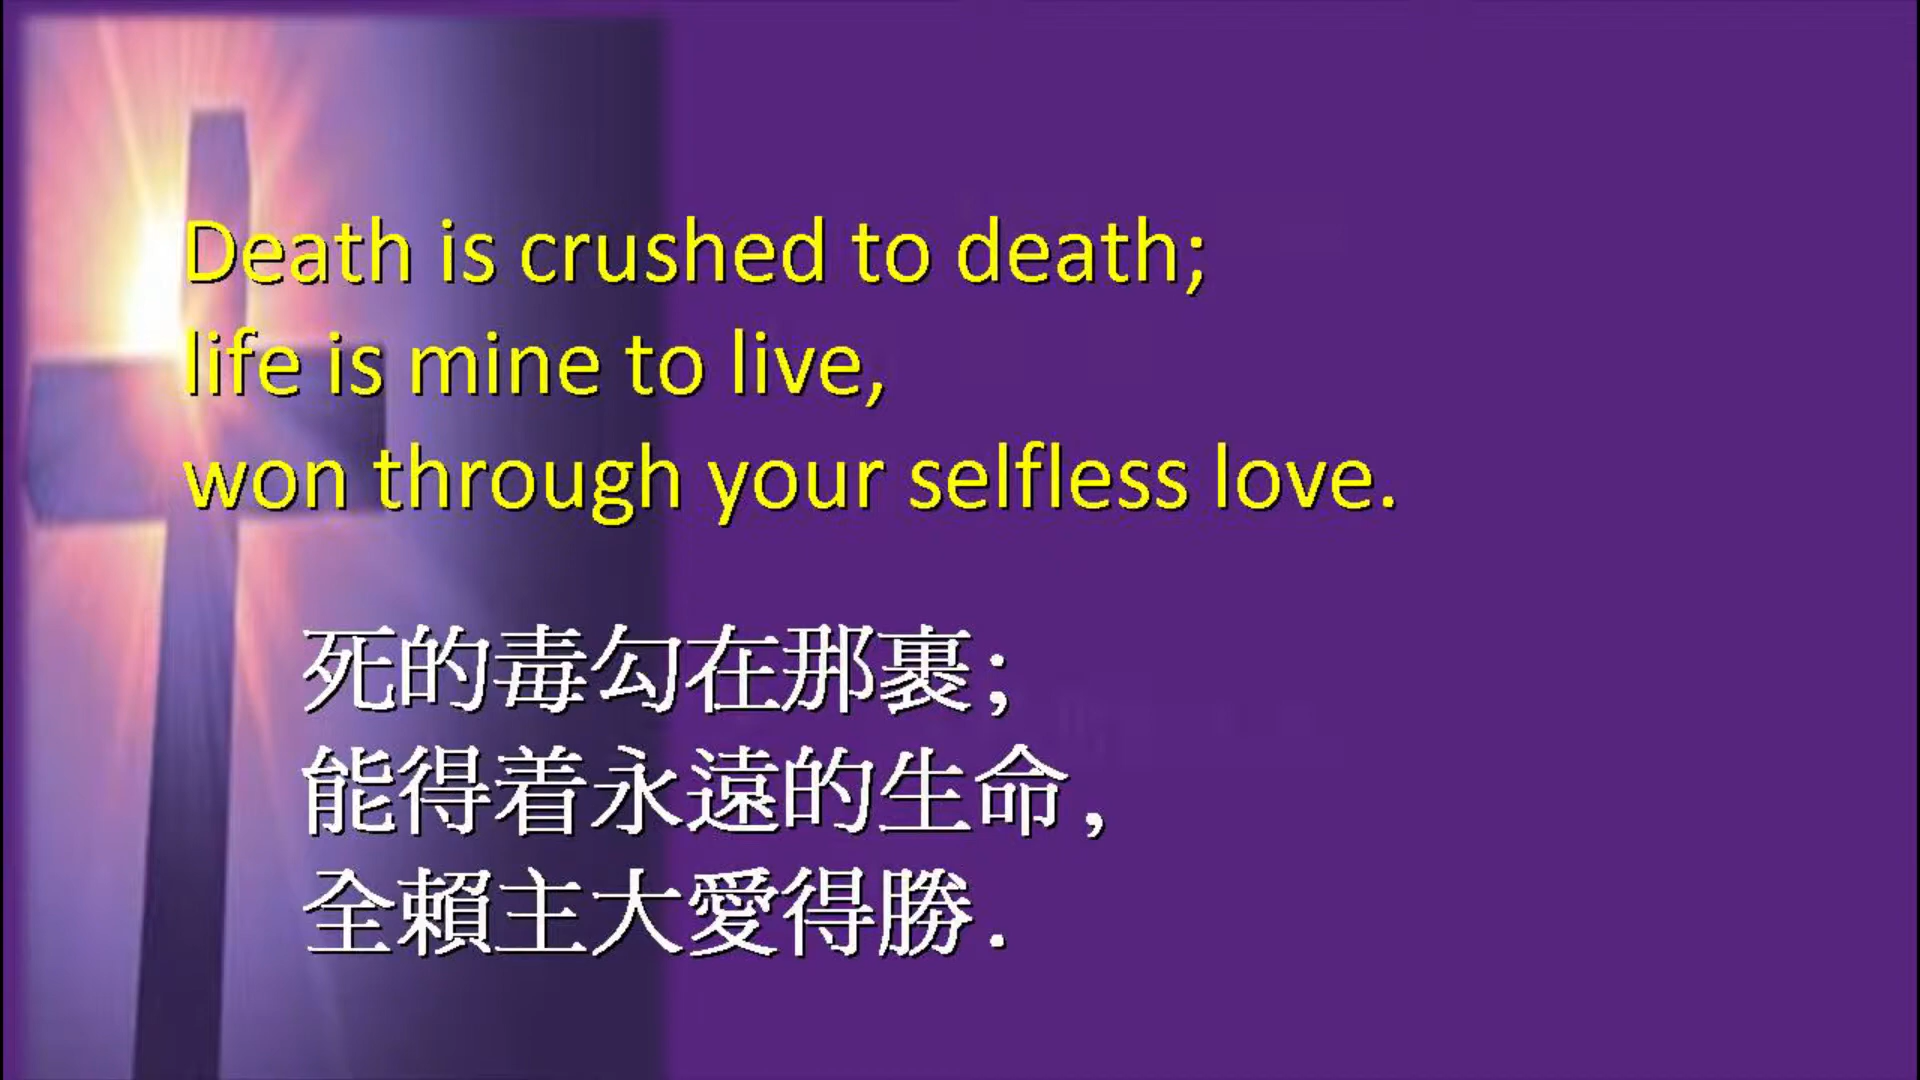 Death is crushed to death;
life is mine to live,
won through your selfless love.
死的毒勾在那裏；
能得着永遠的生命，
全賴主大愛得勝．